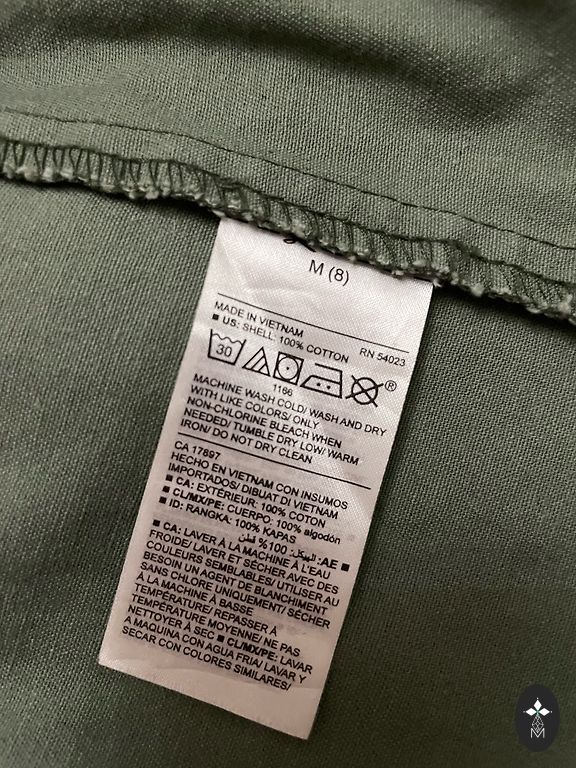 M (8)
MADE IN VIETNAM
RN 54023
■ US: SHELL: 100% COTTON
30
®
1166
MACHINE WASH COLD/ WASH AND DRY
WITH LIKE COLORS/ ONLY
NON-CHLORINE BLEACH WHEN
NEEDED/ TUMBLE DRY LOW/ WARM
IRON/ DO NOT DRY CLEAN
CA 17897
HECHO EN VIETNAM CON INSUMOS
IMPORTADOS/ DIBUAT DI VIETNAM
■ CA: EXTÉRIEUR: 100% COTON
■ CL/MX/PE: CUERPO: 100% algodón
■ ID: RANGKA: 100% KAPAS
■ AE: الهيكل: 100% قطن
■ CA: LAVER À LA MACHINE À L'EAU
FROIDE/ LAVER ET SÉCHER AVEC DES
COULEURS SEMBLABLES/ UTILISER AU
BESOIN UN AGENT DE BLANCHIMENT
SANS CHLORE UNIQUEMENT/ SÉCHER
À LA MACHINE À BASSE
TEMPÉRATURE/ REPASSER À
TEMPÉRATURE MOYENNE/ NE PAS
NETTOYER À SEC ■ CL/MX/PE: LAVAR
A MAQUINA CON AGUA FRIA/ LAVAR Y
SECAR CON COLORES SIMILARES/
M